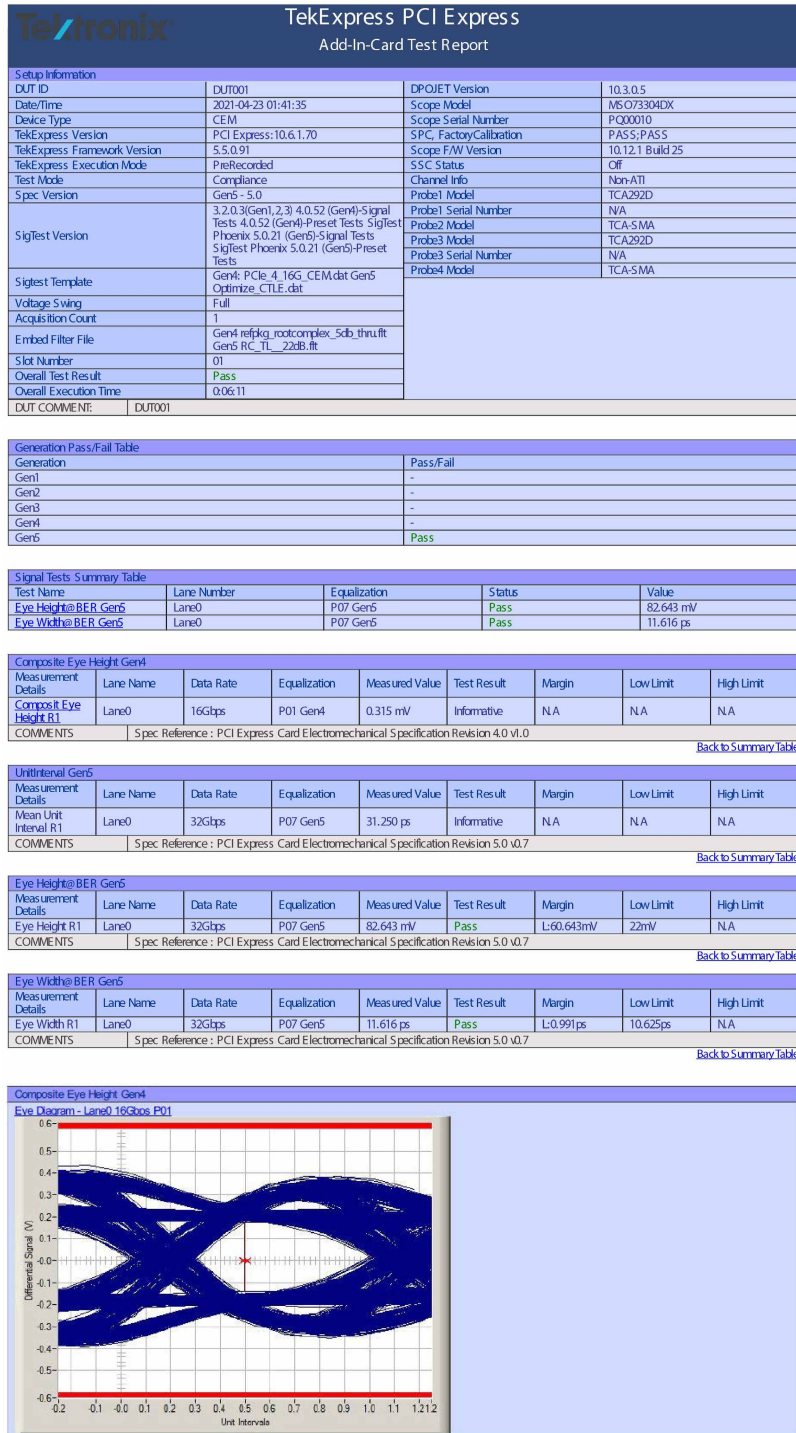 Tektronix
TekExpress PCI Express
Add-In-Card Test Report
Setup Information
DUT ID DUT001 DPOJET Version 10.3.0.5
Date/Time 2021-04-23 01:41:35 Scope Model MSO73304DX
Device Type CEM Scope Serial Number PQ00010
TekExpress Version PCI Express:10.6.1.70 SPC, FactoryCalibration PASS;PASS
TekExpress Framework Version 5.5.0.91 Scope F/W Version 10.12.1 Build 25
TekExpress Execution Mode PreRecorded SSC Status Off
Test Mode Compliance Channel Info Non-ATI
Spec Version Gen5 - 5.0 Probe1 Model TCA292D
SigTest Version
3.2.0.3(Gen1,2,3) 4.0.52 (Gen4)-Signal
Tests 4.0.52 (Gen4)-Preset Tests SigTest
Phoenix 5.0.21 (Gen5)-Signal Tests
SigTest Phoenix 5.0.21 (Gen5)-Preset
Tests
Probe1 Serial Number N/A
Probe2 Model TCA-SMA
Probe3 Model TCA292D
Probe3 Serial Number N/A
Probe4 Model TCA-SMA
Sigtest Template
Gen4: PCIe_4_16G_CEM.dat Gen5
Optimize_CTLE.dat
Voltage Swing Full
Acquisition Count 1
Embed Filter File
Gen4 refpkg_rootcomplex_5db_thru.flt
Gen5 RC_TL__22dB.flt
Slot Number 01
Overall Test Result Pass
Overall Execution Time 0:06:11
DUT COMMENT: DUT001
Generation Pass/Fail Table
Generation Pass/Fail
Gen1 -
Gen2 -
Gen3 -
Gen4 -
Gen5 Pass
Signal Tests Summary Table
Test Name Lane Number Equalization Status Value
Eye Height@BER Gen5 Lane0 P07 Gen5 Pass 82.643 mV
Eye Width@BER Gen5 Lane0 P07 Gen5 Pass 11.616 ps
Composite Eye Height Gen4
Measurement
Details
Lane Name Data Rate Equalization Measured Value Test Result Margin Low Limit High Limit
Composit Eye
Height R1
Lane0 16Gbps P01 Gen4 0.315 mV Informative N.A N.A N.A
COMMENTS Spec Reference : PCI Express Card Electromechanical Specification Revision 4.0 v1.0
Back to Summary Table
UnitInterval Gen5
Measurement
Details
Lane Name Data Rate Equalization Measured Value Test Result Margin Low Limit High Limit
Mean Unit
Interval R1
Lane0 32Gbps P07 Gen5 31.250 ps Informative N.A N.A N.A
COMMENTS Spec Reference : PCI Express Card Electromechanical Specification Revision 5.0 v0.7
Back to Summary Table
Eye Height@BER Gen5
Measurement
Details
Lane Name Data Rate Equalization Measured Value Test Result Margin Low Limit High Limit
Eye Height R1 Lane0 32Gbps P07 Gen5 82.643 mV Pass L:60.643mV 22mV N.A
COMMENTS Spec Reference : PCI Express Card Electromechanical Specification Revision 5.0 v0.7
Back to Summary Table
Eye Width@BER Gen5
Measurement
Details
Lane Name Data Rate Equalization Measured Value Test Result Margin Low Limit High Limit
Eye Width R1 Lane0 32Gbps P07 Gen5 11.616 ps Pass L:0.991ps 10.625ps N.A
COMMENTS Spec Reference : PCI Express Card Electromechanical Specification Revision 5.0 v0.7
Back to Summary Table
Composite Eye Height Gen4
Eye Diagram - Lane0 16Gbps P01
0.6
0.5
0.4
0.3
0.2
0.1
-0.0
-0.1
-0.2
-0.3
-0.4
-0.5
-0.6
Differential Signal (V)
-0.2 -0.1 -0.0 0.1 0.2 0.3 0.4 0.5 0.6 0.7 0.8 0.9 1.0 1.1 1.21.2
Unit Intervals